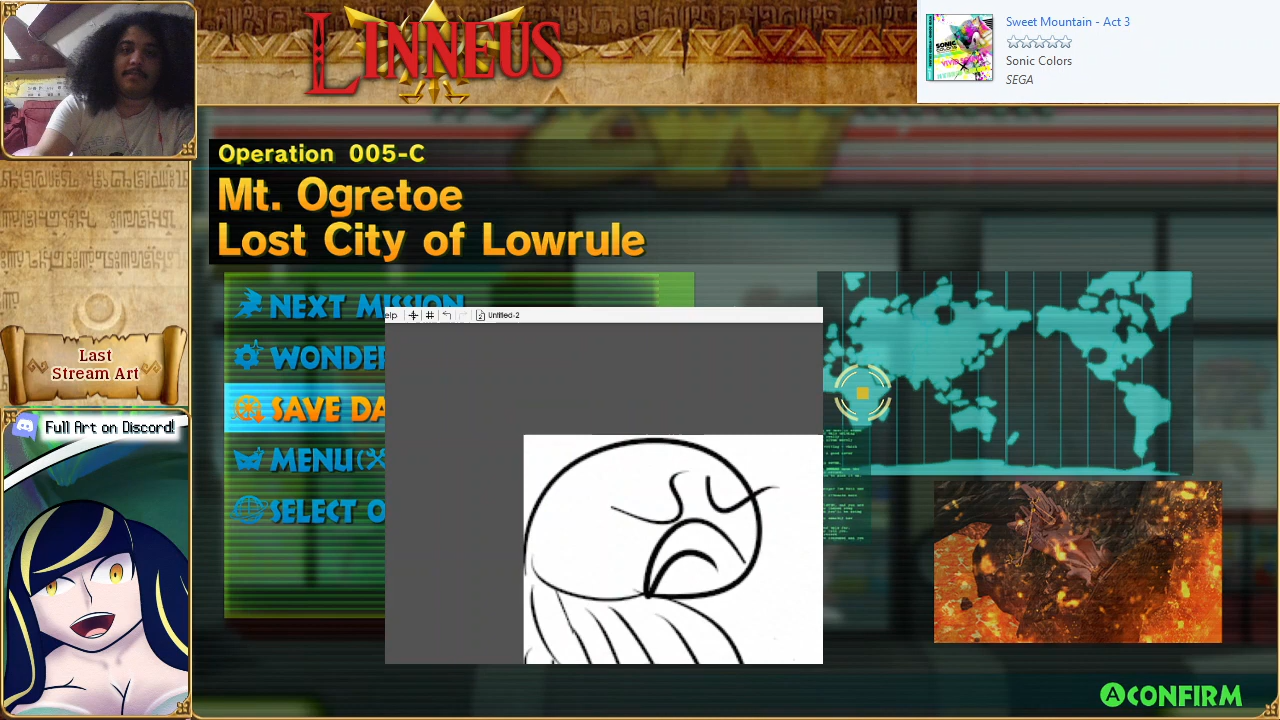 LINNEUS
Sweet Mountain - Act 3
Sonic Colors
SEGA
Operation 005-C
Mt. Ogretoe
Lost City of Lowrule
NEXT MISSION
WONDER
SAVE DA
MENU
SELECT O
elp
Untitled-2
Last
Stream Art
Full Art on Discord!
A CONFIRM